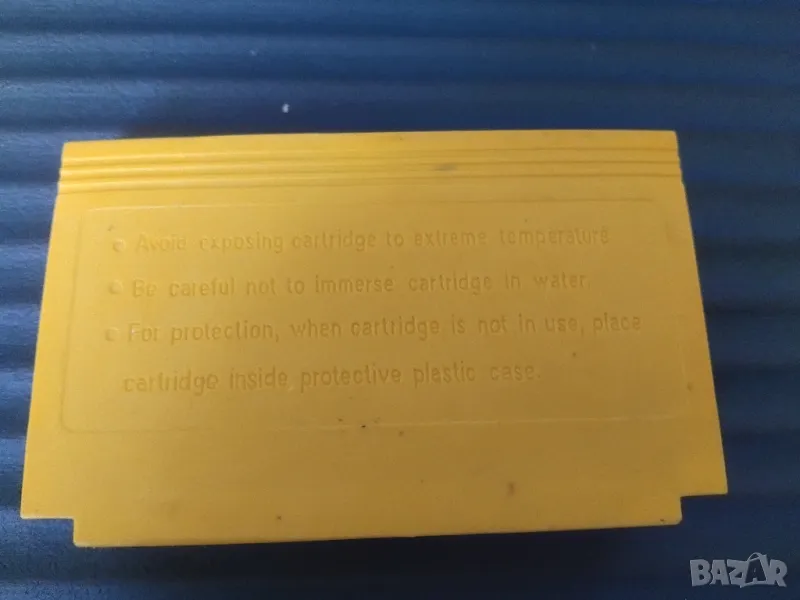 Avoid exposing cartridge to extreme temperature
Be careful not to immerse cartridge in water.
For protection, when cartridge is not in use, place
cartridge inside protective plastic case.
BAZAR